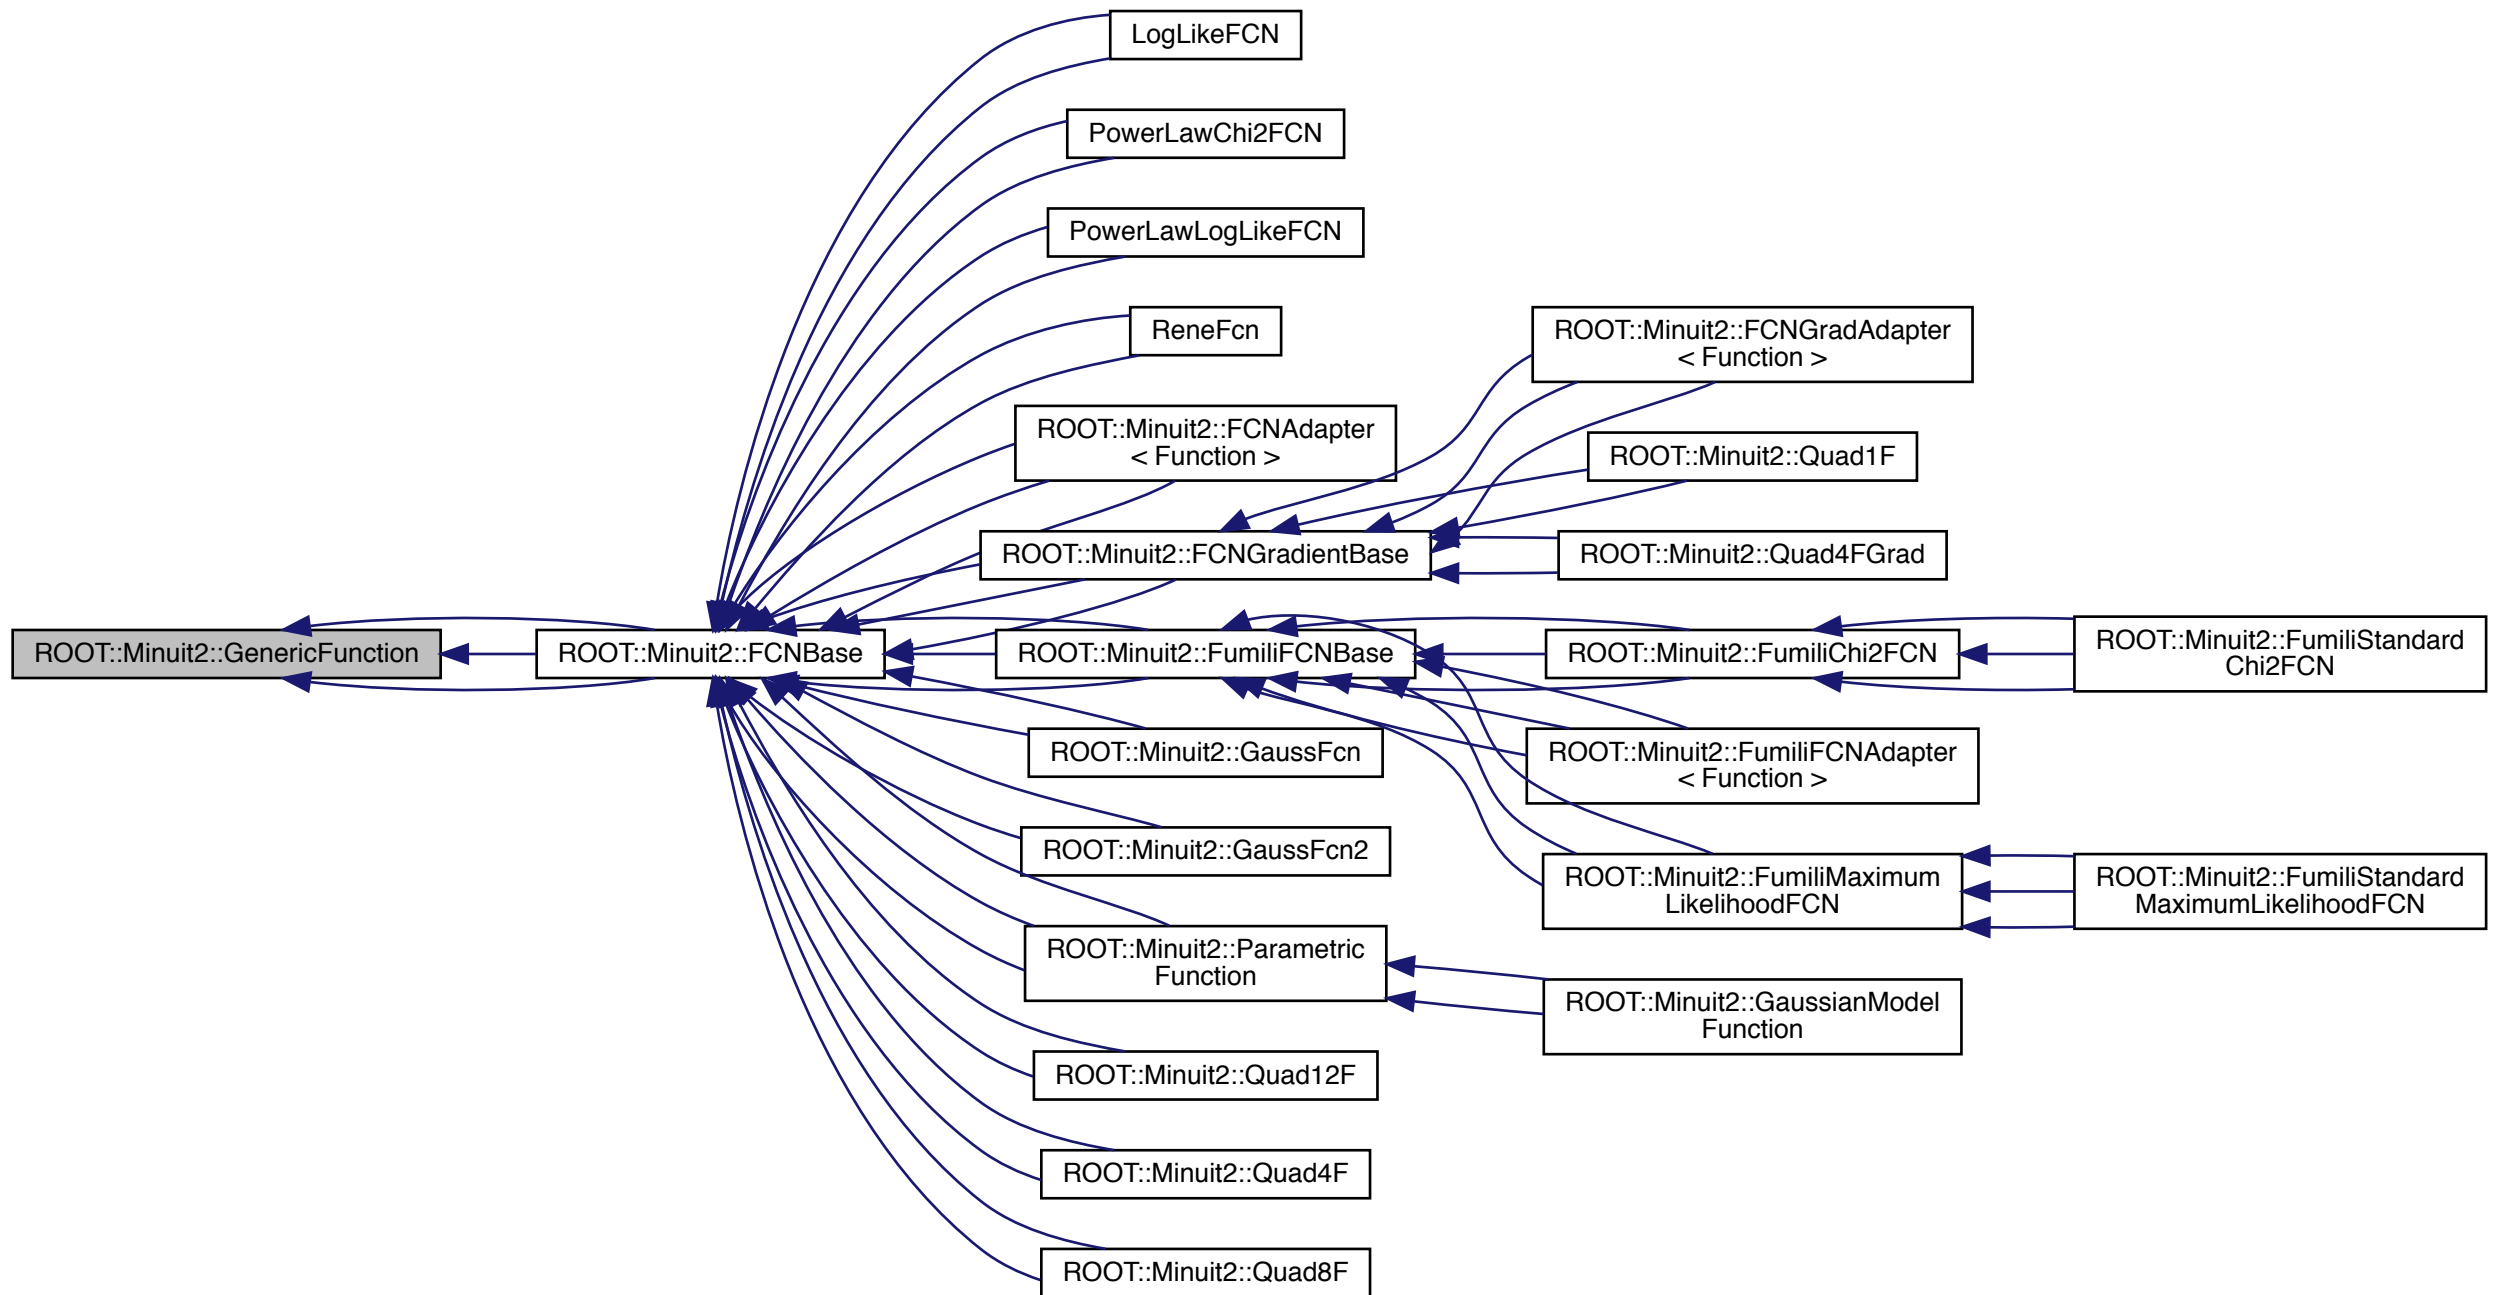 LogLikeFCN
PowerLawChi2FCN
PowerLawLogLikeFCN
ReneFcn
ROOT::Minuit2::FCNGradAdapter
< Function >
ROOT::Minuit2::FCNAdapter
< Function >
ROOT::Minuit2::Quad1F
ROOT::Minuit2::FCNGradientBase
ROOT::Minuit2::Quad4FGrad
ROOT::Minuit2::GenericFunction
ROOT::Minuit2::FCNBase
ROOT::Minuit2::FumiliFCNBase
ROOT::Minuit2::FumiliChi2FCN
ROOT::Minuit2::FumiliStandard
Chi2FCN
ROOT::Minuit2::GaussFcn
ROOT::Minuit2::FumiliFCNAdapter
< Function >
ROOT::Minuit2::GaussFcn2
ROOT::Minuit2::FumiliMaximum
LikelihoodFCN
ROOT::Minuit2::FumiliStandard
MaximumLikelihoodFCN
ROOT::Minuit2::Parametric
Function
ROOT::Minuit2::GaussianModel
Function
ROOT::Minuit2::Quad12F
ROOT::Minuit2::Quad4F
ROOT::Minuit2::Quad8F